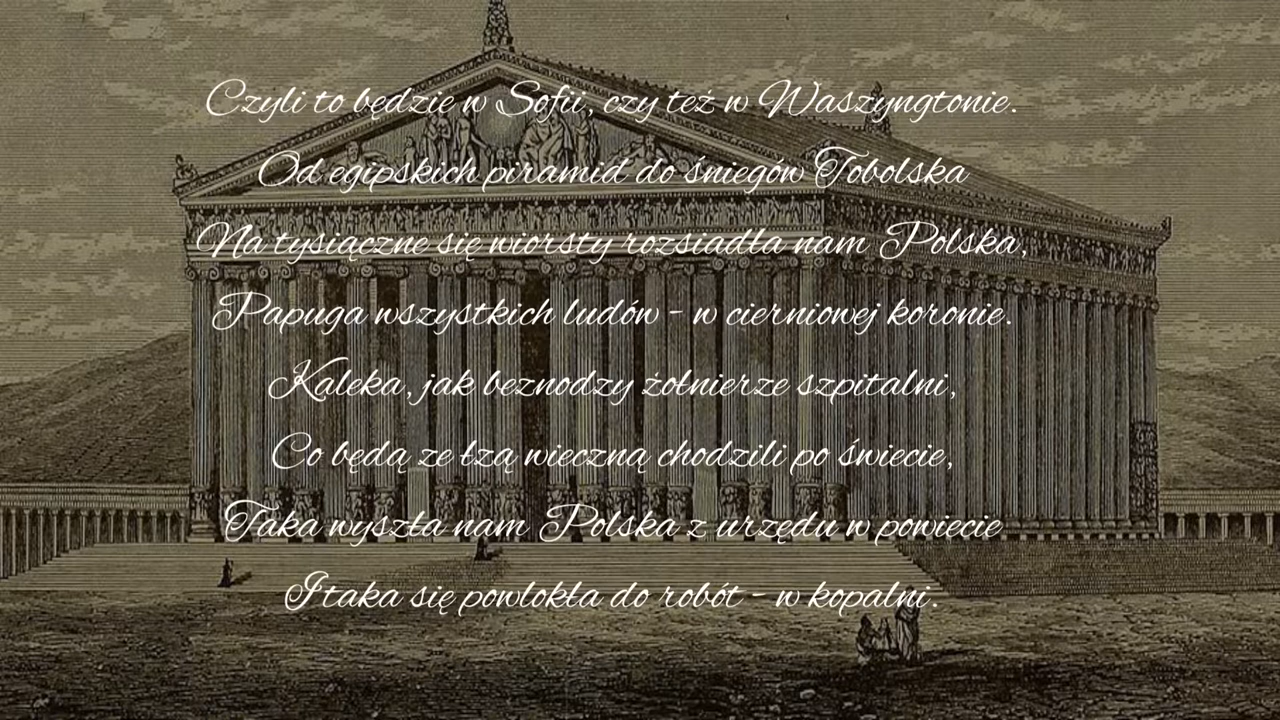 Czyli to będzie w Sofii, czy też w Waszyngtonie.
Od egipskich piramid do śniegów Tobolska
Na tysiączne się wiorsty rozsiadła nam Polska,
Papuga wszystkich ludów - w cierniowej koronie.
Kaleka, jak beznodzy żołnierze szpitalni,
Co będą ze łzą wieczną chodzili po świecie,
Taka wyszła nam Polska z urzędu w powiecie
I taka się powlokła do robót - w kopalni.